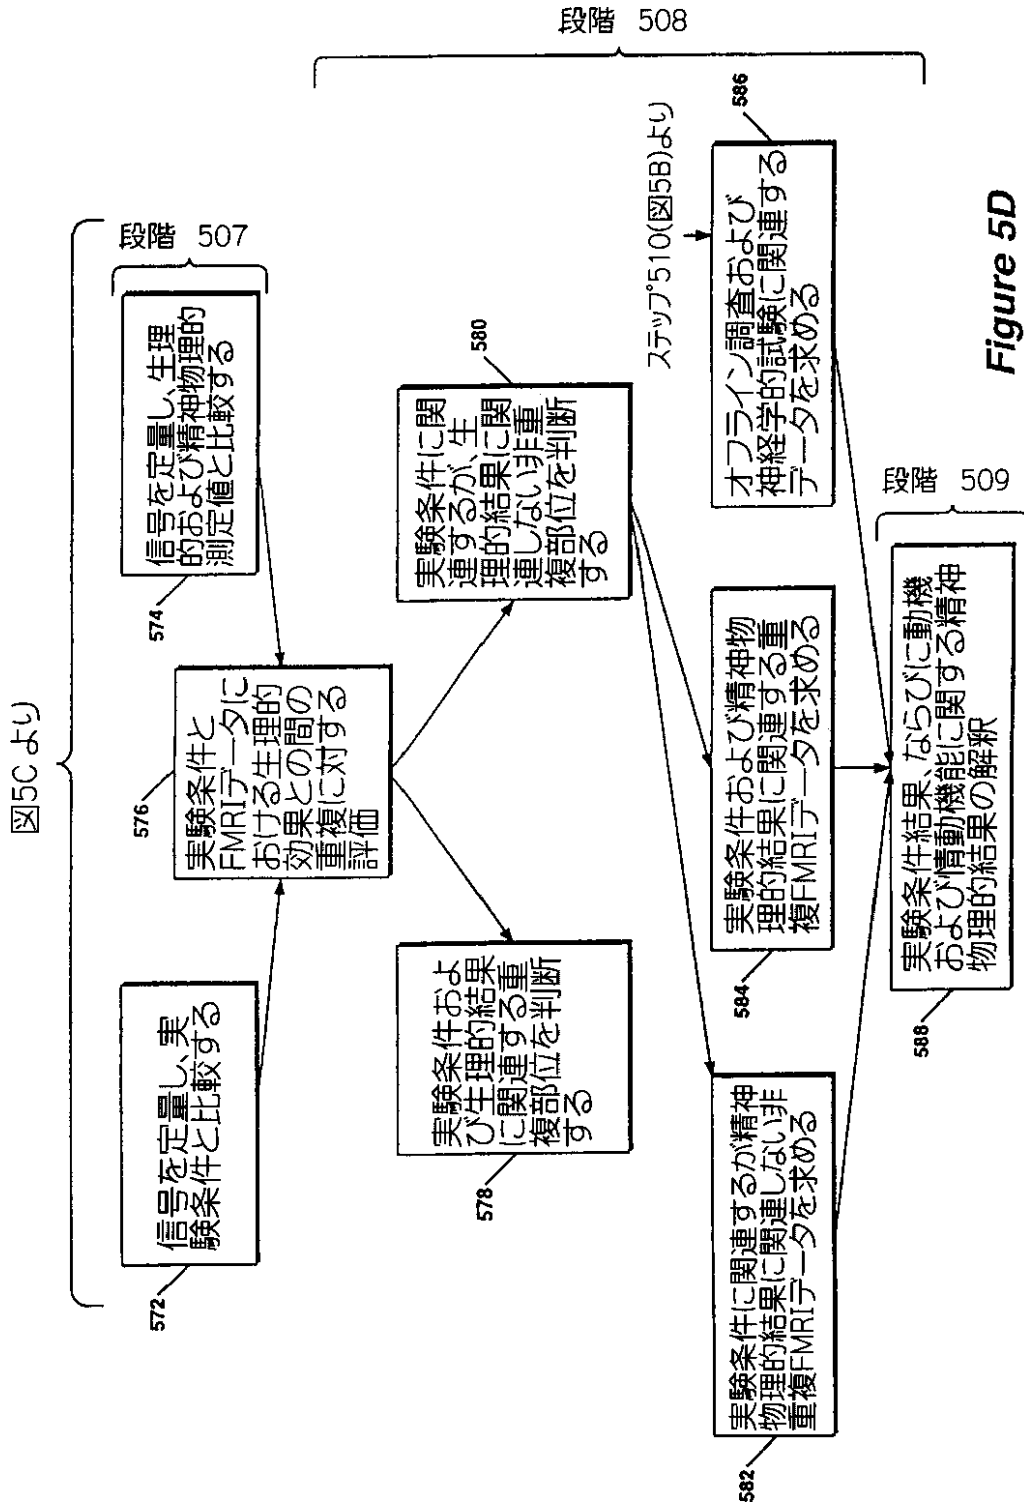 図5Cより
段階 507
572
信号を定量し、実
験条件と比較する
574
信号を定量し、生理
的および精神物理的
測定値と比較する
576
実験条件と
FMRIデータに
おける生理的
効果との間の
重複に対する
評価
段階 508
578
実験条件およ
び生理的結果
に関連する重
複部位を判断
する
580
実験条件に関
連するが、生
理的結果に関
連しない非重
複部位を判断
する
ステップ510(図5B)より
582
実験条件に関連するが精神
物理的結果に関連しない非
重複FMRIデータを求める
584
実験条件および精神物
理的結果に関連する重
複FMRIデータを求める
586
オフライン調査および
神経学的試験に関連する
データを求める
段階 509
588
実験条件結果、ならびに動機
および情動機能に関する精神
物理的結果の解釈
Figure 5D